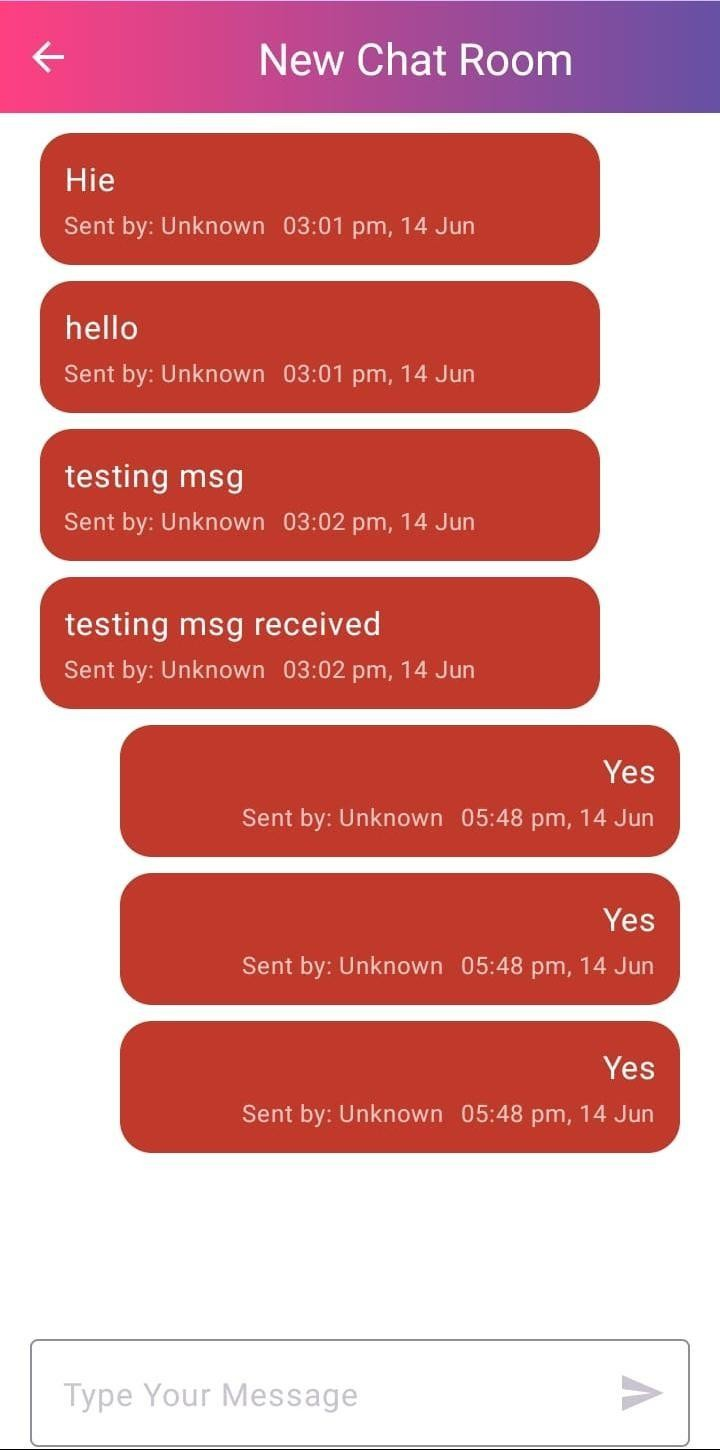 New Chat Room
Hie
Sent by: Unknown 03:01 pm, 14 Jun
hello
Sent by: Unknown 03:01 pm, 14 Jun
testing msg
Sent by: Unknown 03:02 pm, 14 Jun
testing msg received
Sent by: Unknown 03:02 pm, 14 Jun
Yes
Sent by: Unknown 05:48 pm, 14 Jun
Yes
Sent by: Unknown 05:48 pm, 14 Jun
Yes
Sent by: Unknown 05:48 pm, 14 Jun
Type Your Message